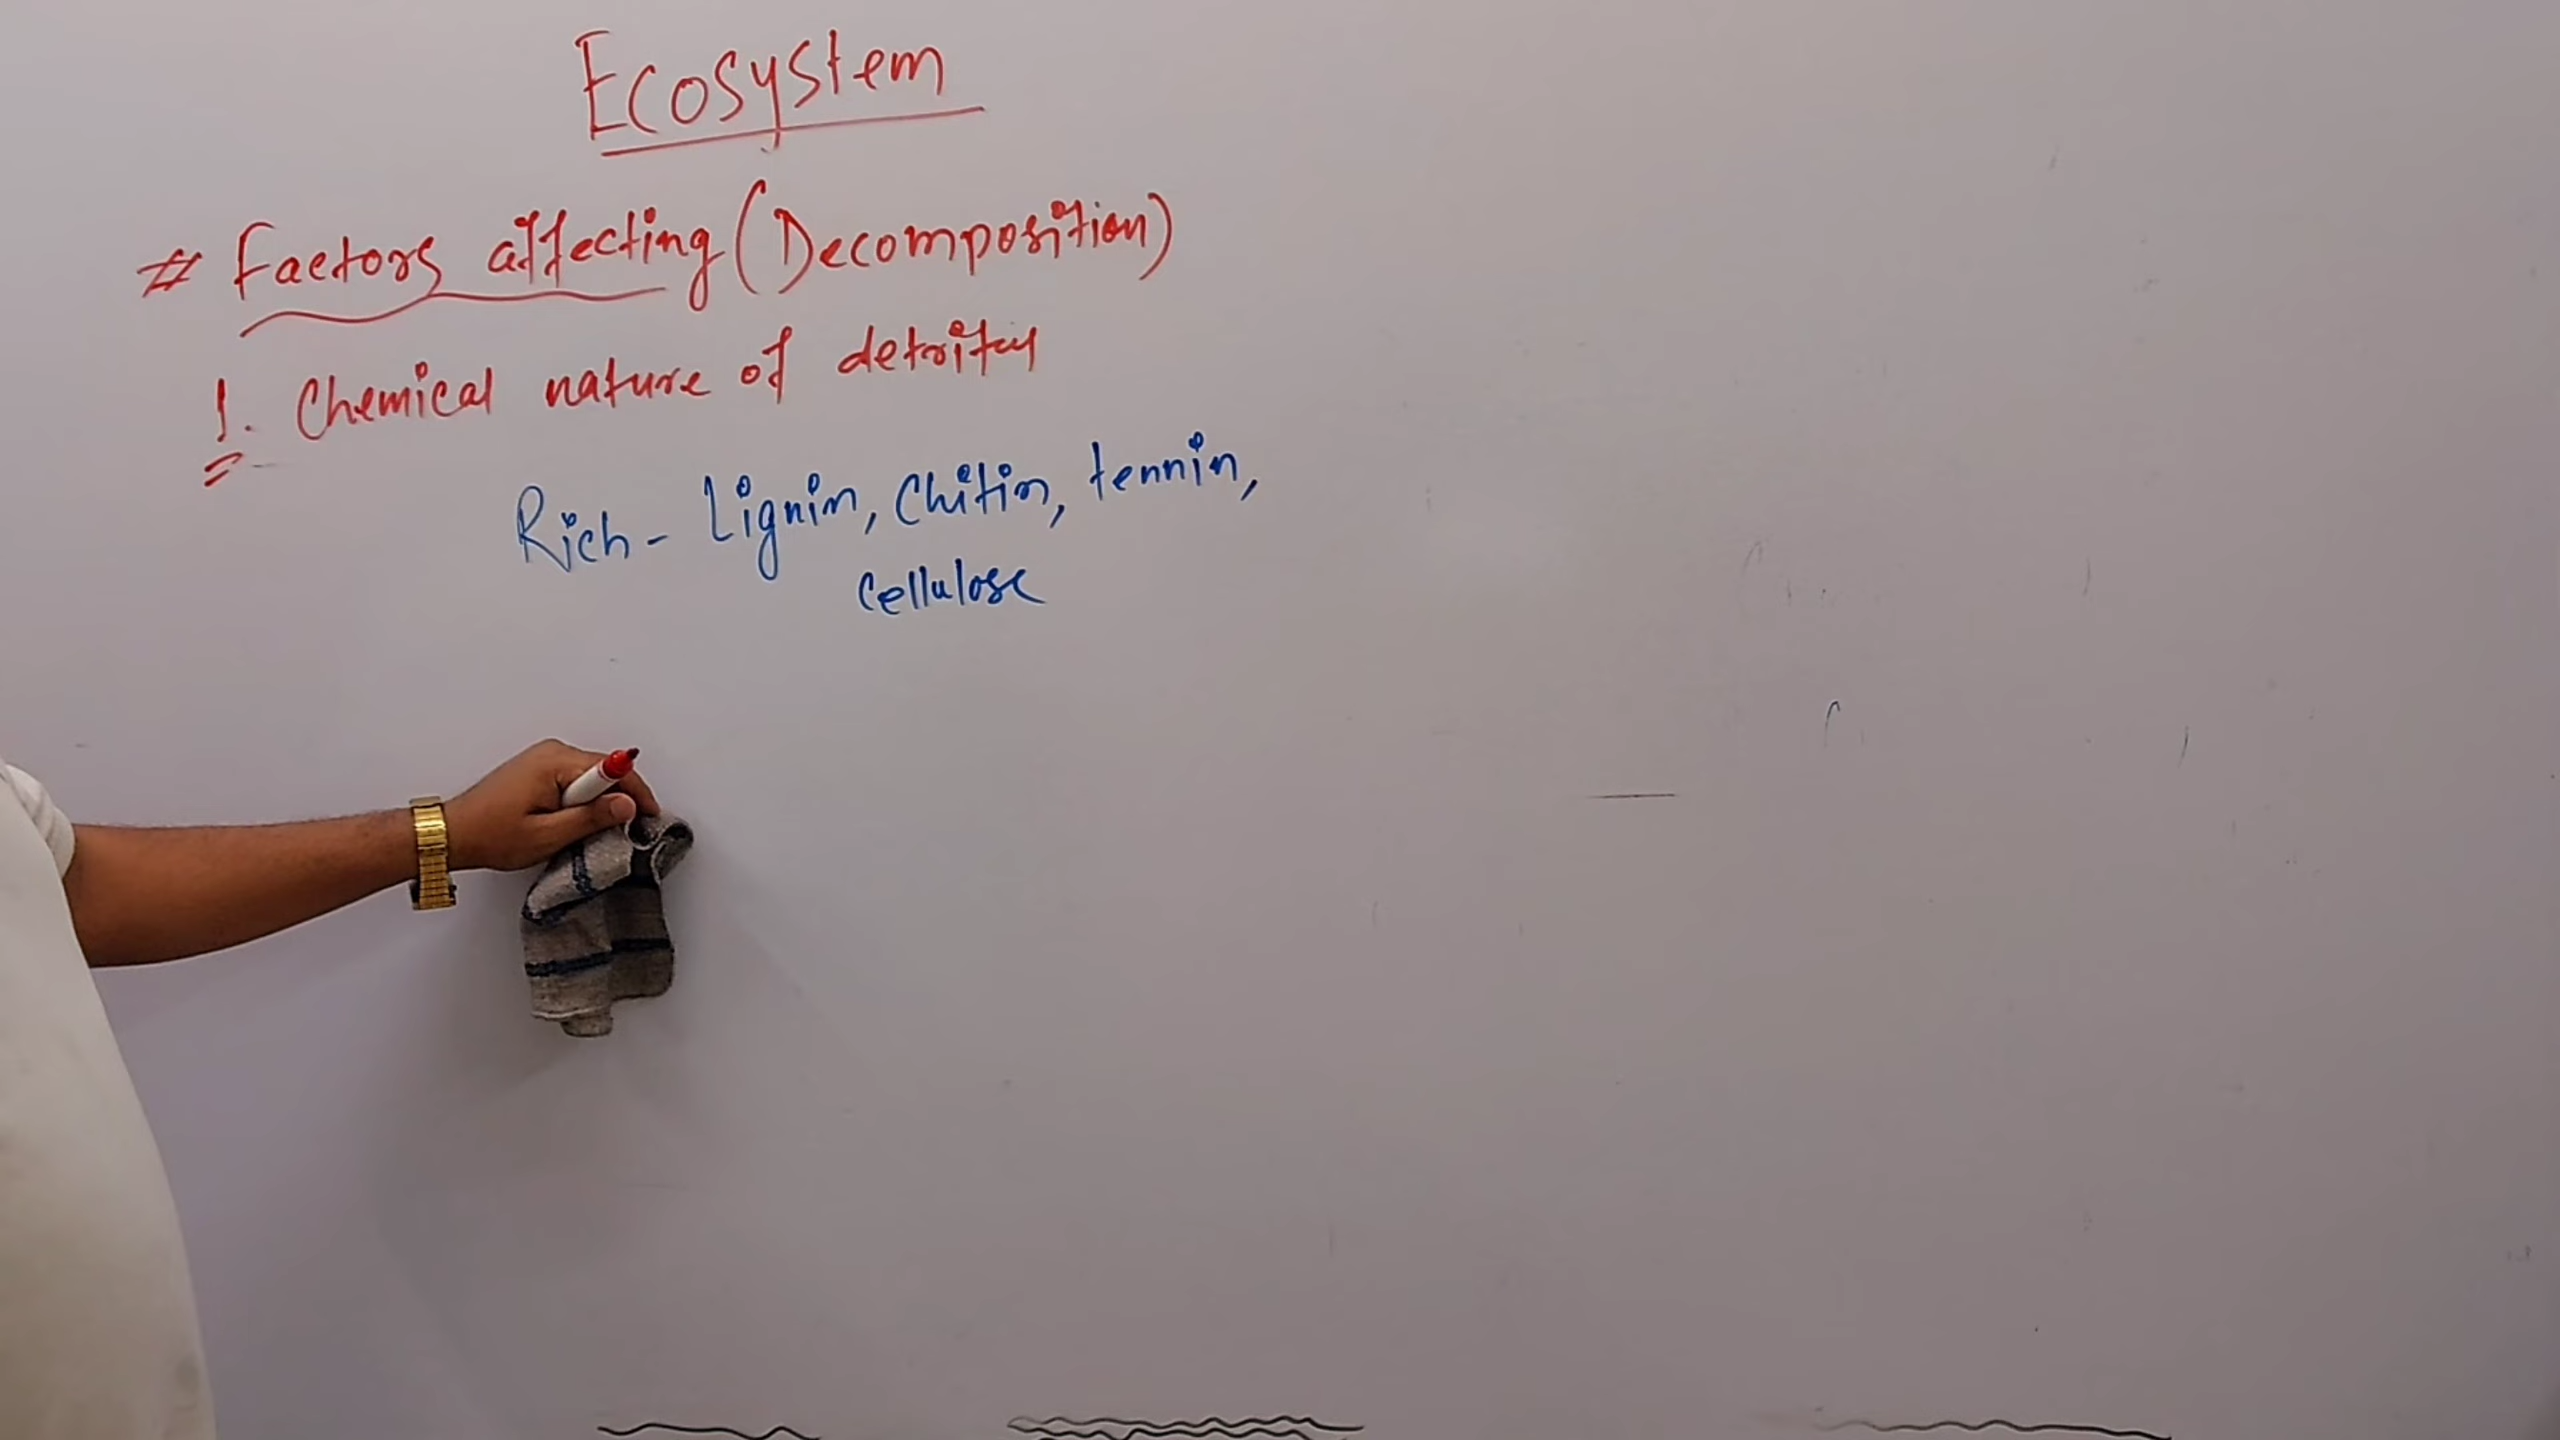 Ecosystem
# Factors affecting (Decomposition)
1. Chemical nature of detritus
Rich - Lignin, Chitin, tennin,
cellulose